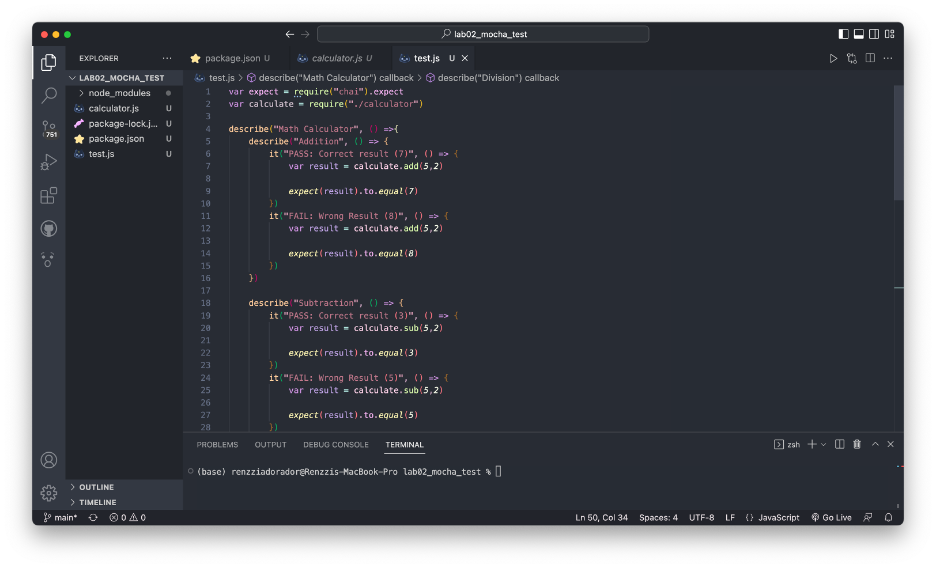 lab02_mocha_test
EXPLORER ...
LAB02_MOCHA_TEST
node_modules
calculator.js U
package-lock.j... U
package.json U
test.js U
751
OUTLINE
TIMELINE
package.json U calculator.js U test.js U
test.js > describe("Math Calculator") callback > describe("Division") callback
1 var expect = require("chai").expect
2 var calculate = require("./calculator")
3
4 describe("Math Calculator", () =>{
5 describe("Addition", () => {
6 it("PASS: Correct result (7)", () => {
7 var result = calculate.add(5,2)
8
9 expect(result).to.equal(7)
10 })
11 it("FAIL: Wrong Result (8)", () => {
12 var result = calculate.add(5,2)
13
14 expect(result).to.equal(8)
15 })
16 })
17
18 describe("Subtraction", () => {
19 it("PASS: Correct result (3)", () => {
20 var result = calculate.sub(5,2)
21
22 expect(result).to.equal(3)
23 })
24 it("FAIL: Wrong Result (5)", () => {
25 var result = calculate.sub(5,2)
26
27 expect(result).to.equal(5)
28 })
PROBLEMS OUTPUT DEBUG CONSOLE TERMINAL zsh
(base) renzziadorador@Renzzis-MacBook-Pro lab02_mocha_test %
main* 0 0 Ln 50, Col 34 Spaces: 4 UTF-8 LF {} JavaScript Go Live